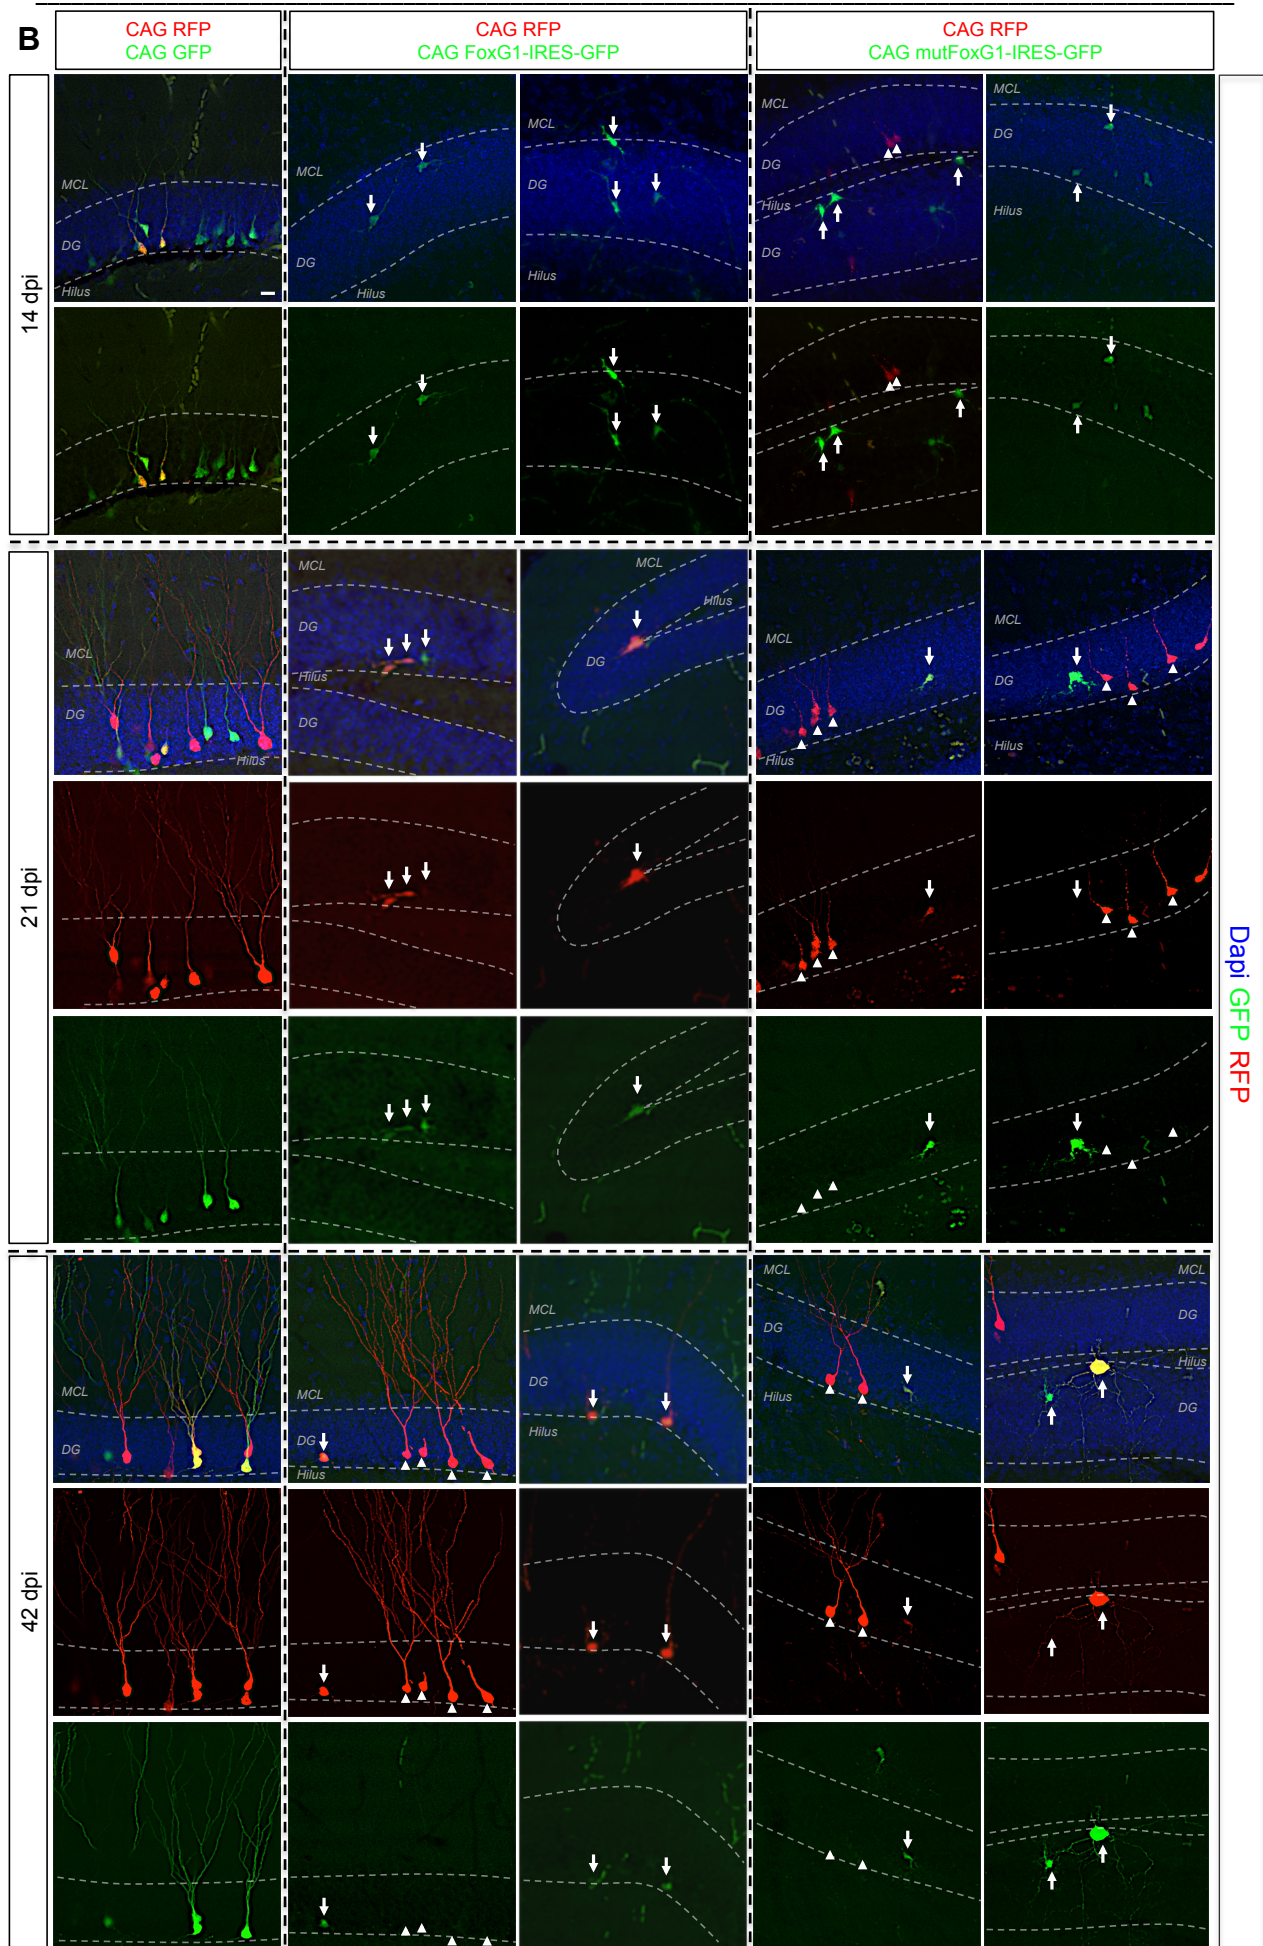 B
CAG RFP
CAG GFP
CAG RFP
CAG FoxG1-IRES-GFP
CAG RFP
CAG mutFoxG1-IRES-GFP
14 dpi
MCL
DG
Hilus
MCL
DG
Hilus
MCL
DG
Hilus
MCL
DG
Hilus
DG
MCL
DG
Hilus
21 dpi
MCL
DG
Hilus
MCL
DG
Hilus
DG
MCL
Hilus
DG
MCL
DG
Hilus
MCL
DG
Hilus
Dapi GFP RFP
42 dpi
MCL
DG
MCL
DG
Hilus
MCL
DG
Hilus
MCL
DG
Hilus
MCL
DG
Hilus
DG